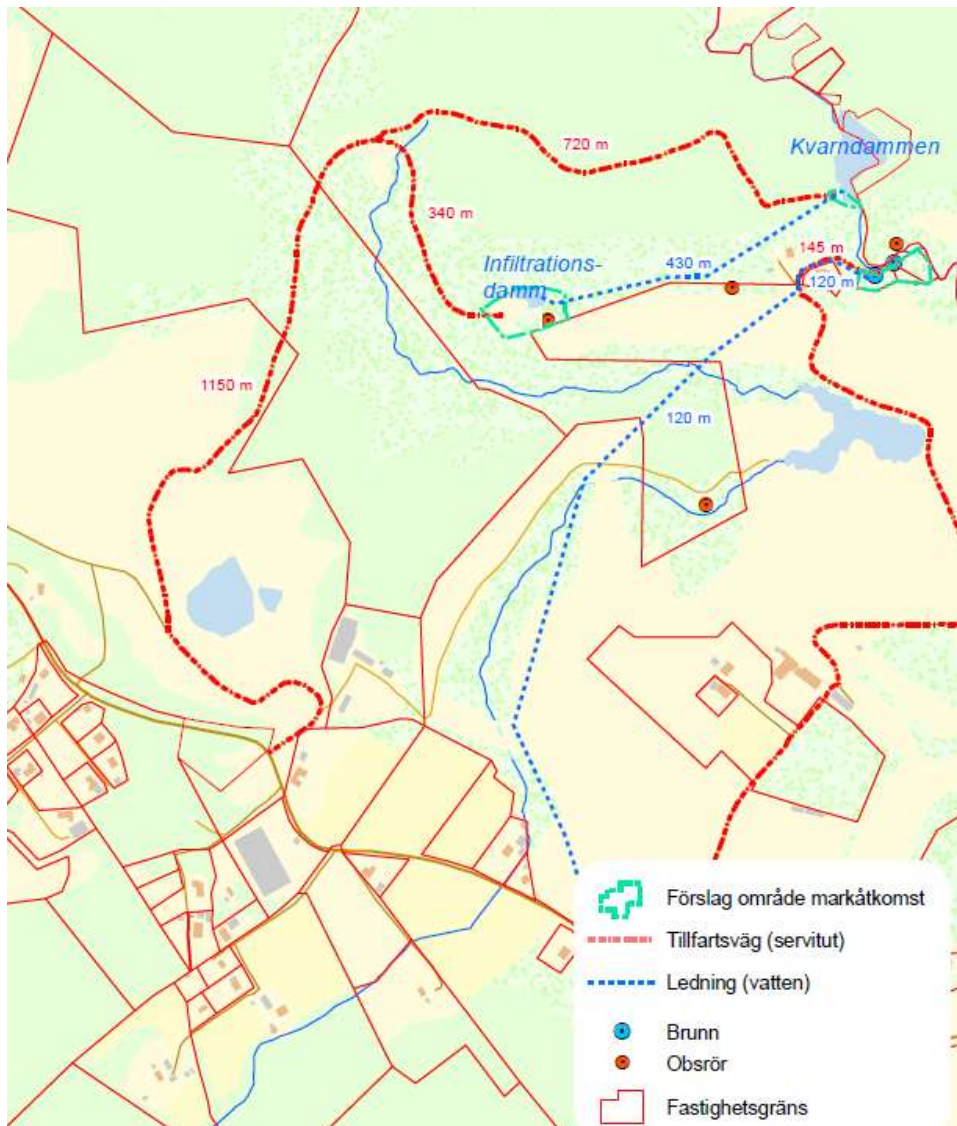 720 m
Kvarndammen
340 m
145 m
Infiltrations-
damm
430 m
120 m
1150 m
120 m
Förslag område markåtkomst
Tillfartsväg (servitut)
Ledning (vatten)
Brunn
Obsrör
Fastighetsgräns